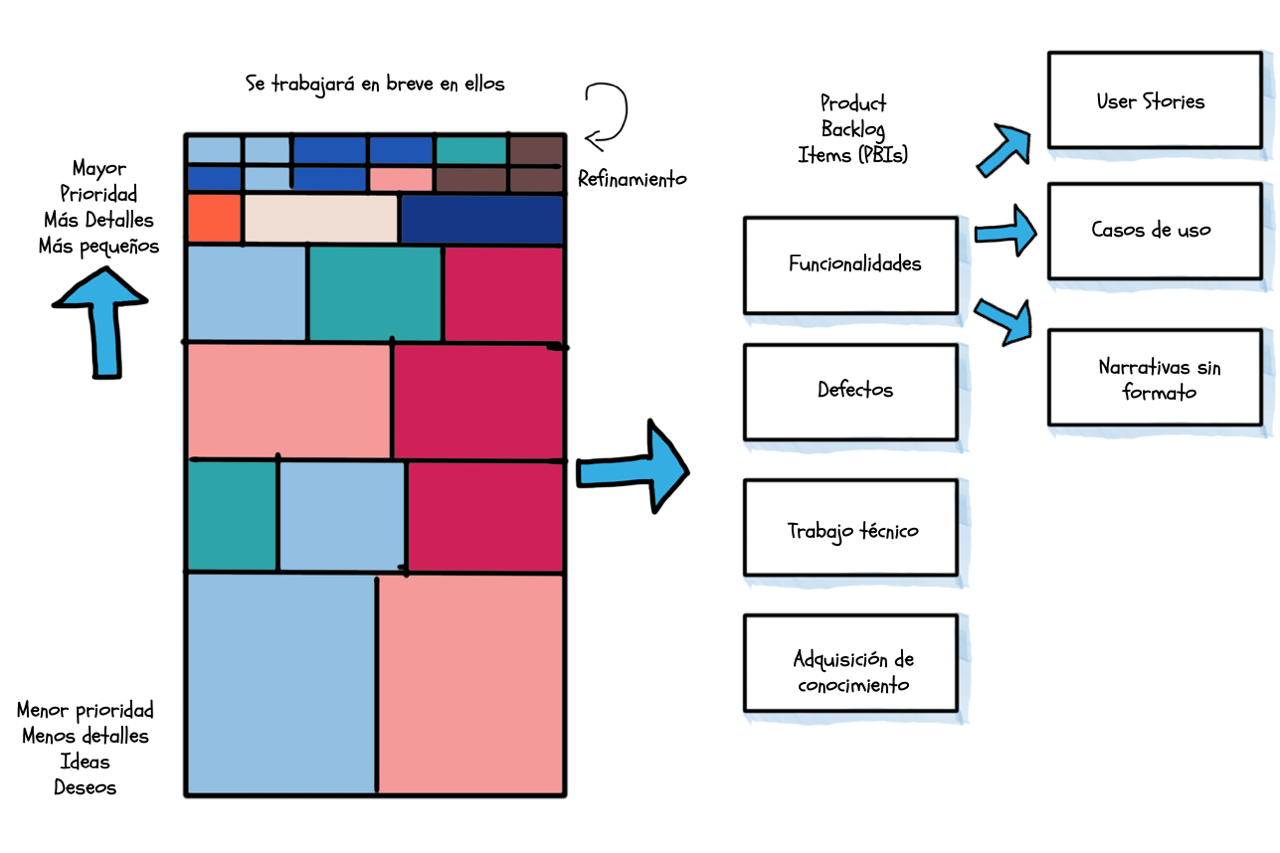 Se trabajará en breve en ellos
Mayor
Prioridad
Más Detalles
Más pequeños
Refinamiento
Menor prioridad
Menos detalles
Ideas
Deseos
Product
Backlog
Items (PBIs)
Funcionalidades
Defectos
Trabajo técnico
Adquisición de
conocimiento
User Stories
Casos de uso
Narrativas sin
formato